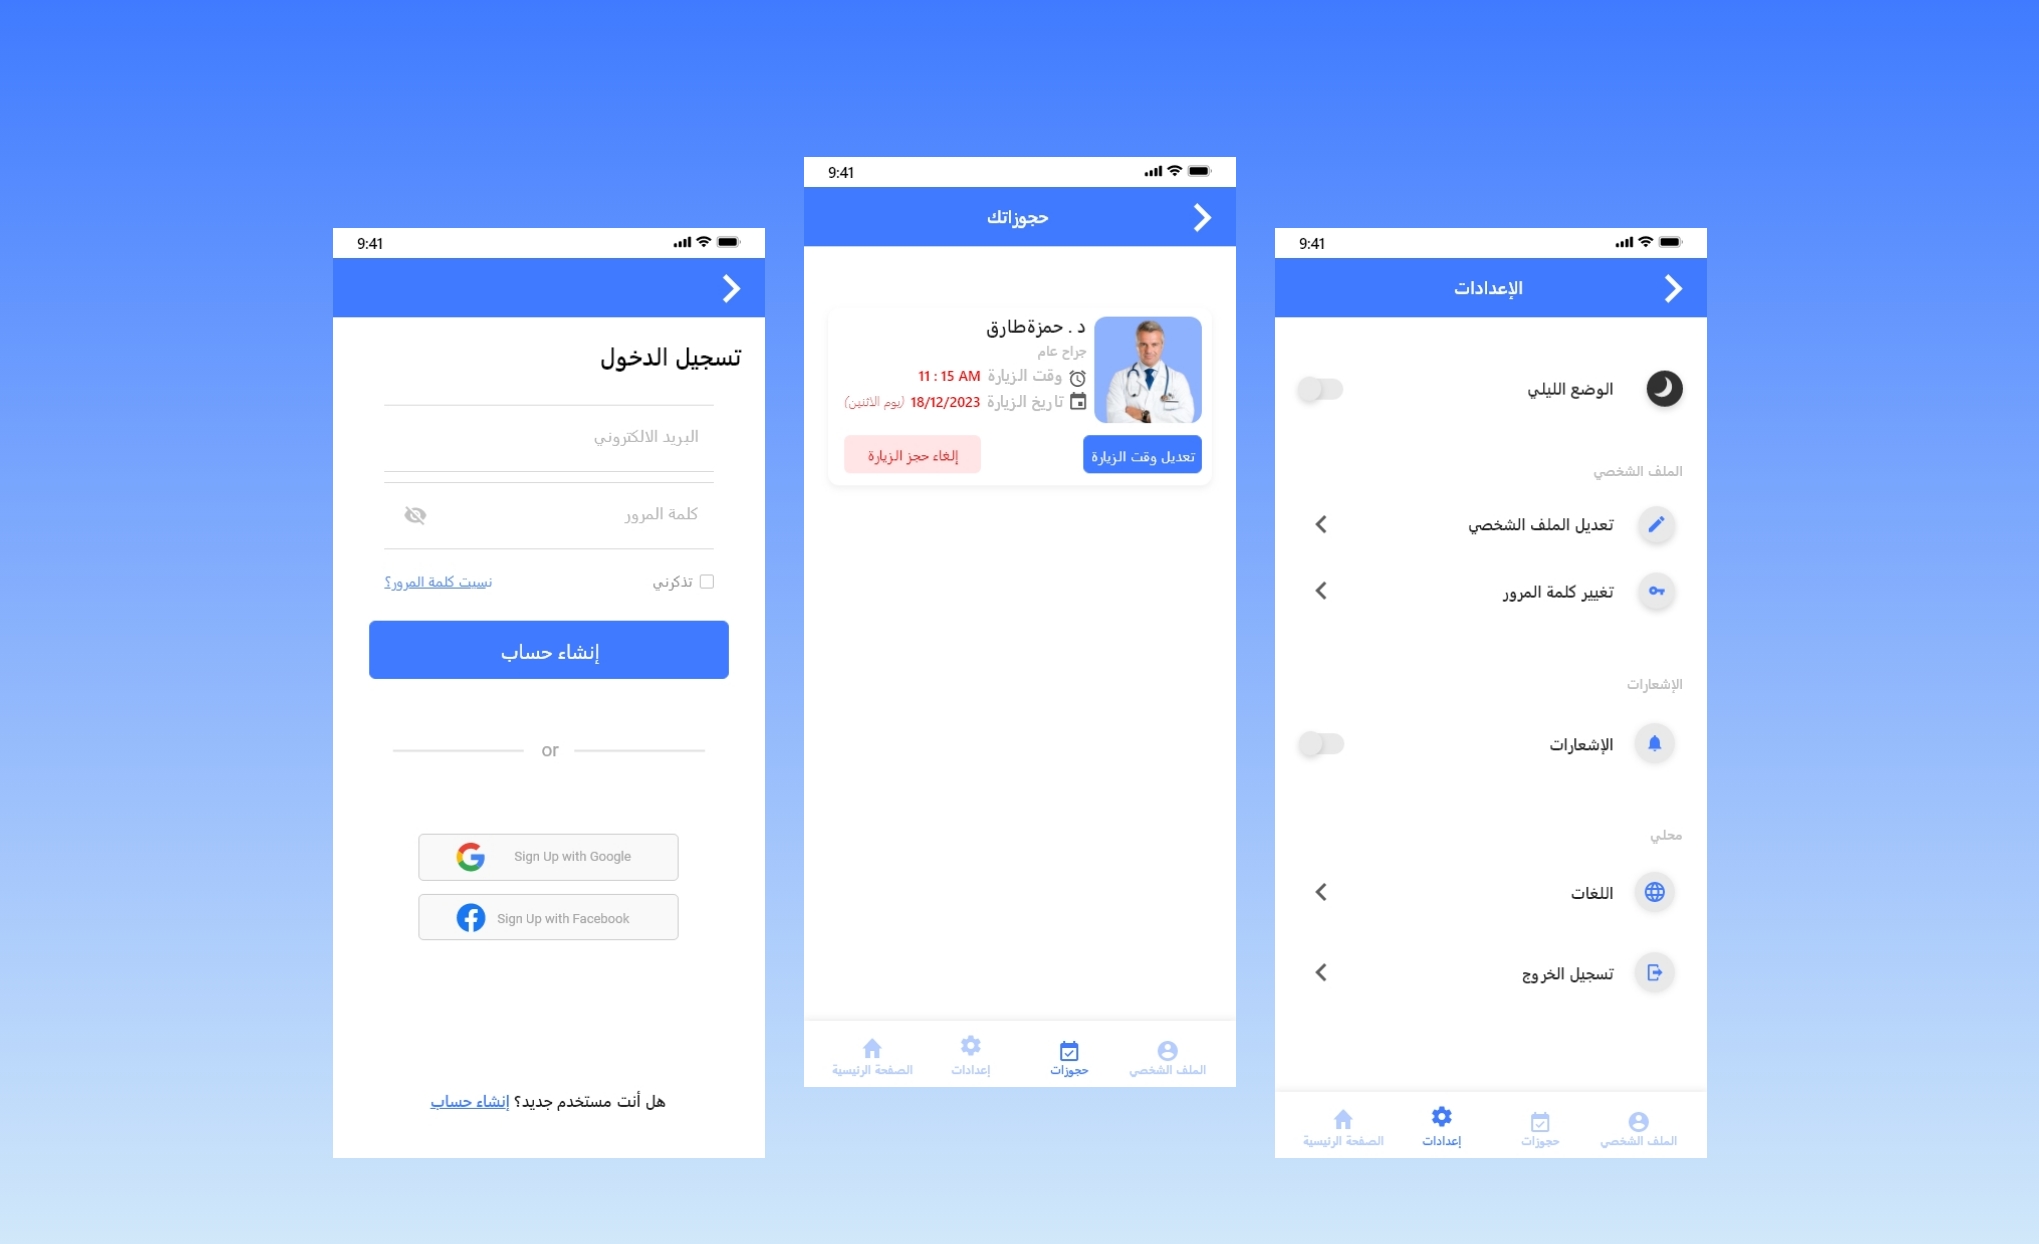 9:41
تسجيل الدخول
البريد الالكتروني
كلمة المرور
تذكرني
نسيت كلمة المرور؟
إنشاء حساب
or
Sign Up with Google
Sign Up with Facebook
هل أنت مستخدم جديد؟ إنشاء حساب
9:41
حجوزاتك
د . حمزةطارق
جراح عام
وقت الزيارة 11 : 15 AM
تاريخ الزيارة 18/12/2023 (يوم الاثنين)
تعديل وقت الزيارة
إلغاء حجز الزيارة
الملف الشخصي
حجوزات
إعدادات
الصفحة الرئيسية
9:41
الإعدادات
الوضع الليلي
الملف الشخصي
تعديل الملف الشخصي
تغيير كلمة المرور
الإشعارات
الإشعارات
محلي
اللغات
تسجيل الخروج
الملف الشخصي
حجوزات
إعدادات
الصفحة الرئيسية